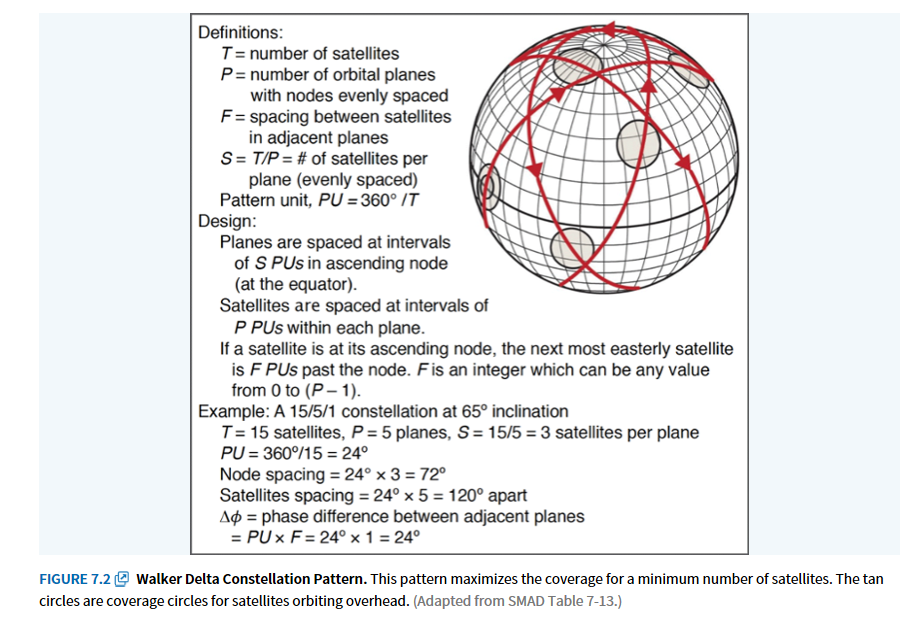 Definitions:
T = number of satellites
P = number of orbital planes
with nodes evenly spaced
F = spacing between satellites
in adjacent planes
S = T/P = # of satellites per
plane (evenly spaced)
Pattern unit, PU = 360° /T
Design:
Planes are spaced at intervals
of S PUs in ascending node
(at the equator).
Satellites are spaced at intervals of
P PUs within each plane.
If a satellite is at its ascending node, the next most easterly satellite
is F PUs past the node. F is an integer which can be any value
from 0 to (P – 1).
Example: A 15/5/1 constellation at 65º inclination
T = 15 satellites, P = 5 planes, S = 15/5 = 3 satellites per plane
PU = 360º/15 = 24º
Node spacing = 24° x 3 = 72º
Satellites spacing = 24° x 5 = 120° apart
Δϕ = phase difference between adjacent planes
= PU x F = 24° x 1 = 24º
FIGURE 7.2 Walker Delta Constellation Pattern. This pattern maximizes the coverage for a minimum number of satellites. The tan
circles are coverage circles for satellites orbiting overhead. (Adapted from SMAD Table 7-13.)